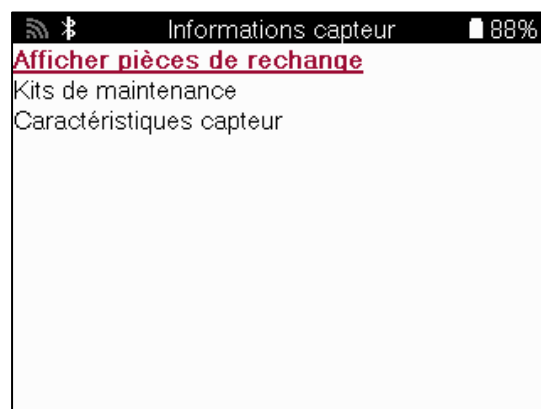 Informations capteur 88%
Afficher pièces de rechange
Kits de maintenance
Caractéristiques capteur